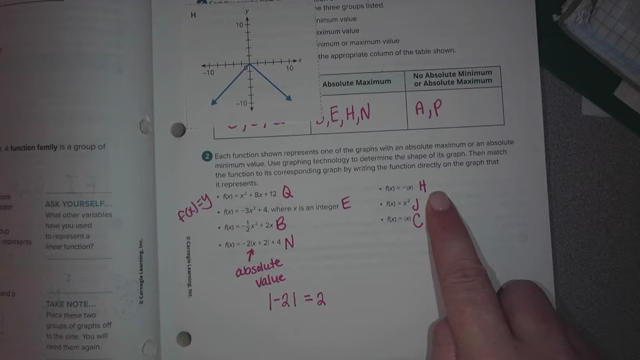 H
y
10
-10
10
x
-10
three groups listed
nimum value
aximum value
nimum or maximum value
the appropriate column of the table shown.
Absolute Maximum
No Absolute Minimum
or Absolute Maximum
E, H, N
A, P
2 Each function shown represents one of the graphs with an absolute maximum or an absolute
minimum value. Use graphing technology to determine the shape of its graph. Then match
the function to its corresponding graph by writing the function directly on the graph that
it represents.
f(x)=y
• f(x) = x² + 8x + 12 Q
• f(x) = -3x² + 4, where x is an integer E
• f(x) = -1/2x² + 2x B
• f(x) = -2|x + 2| + 4 N
absolute
value
|-2| = 2
• f(x) = -|x| H
• f(x) = x² J
• f(x) = |x| C
A function family is a group of
ASK YOURSELF...
What other variables
have you used
to represent a
linear function?
TAKE NOTE...
Place these two
groups of graphs off
to the side. You will
need them again.
© Carnegie Learning, Inc.
© Carnegie Learning, Inc.